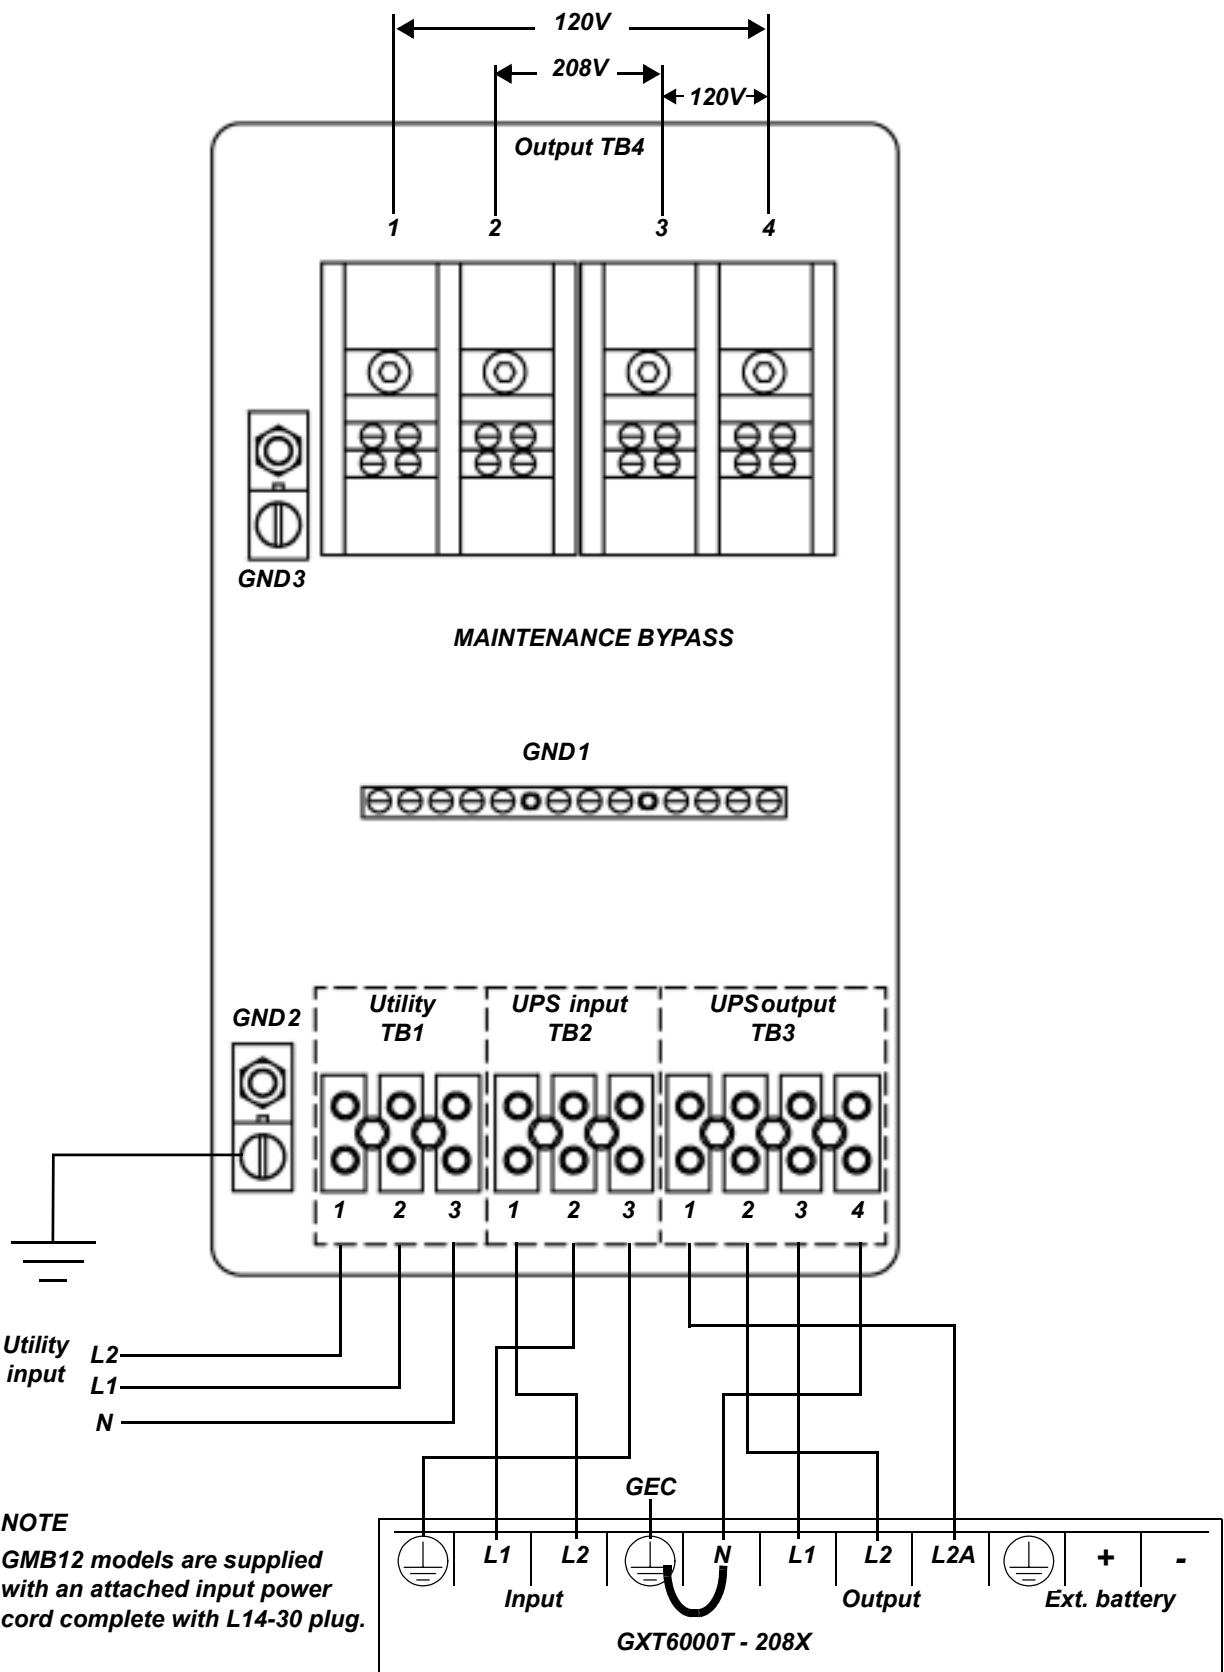 120V
208V
120V
Output TB4
1 2 3 4
GND3
MAINTENANCE BYPASS
GND1
GND2
Utility TB1
UPS input TB2
UPS output TB3
1 2 3 1 2 3 1 2 3 4
Utility input
L2
L1
N
GEC
NOTE
GMB12 models are supplied
with an attached input power
cord complete with L14-30 plug.
L1 L2 N L1 L2 L2A + -
Input Output Ext. battery
GXT6000T - 208X